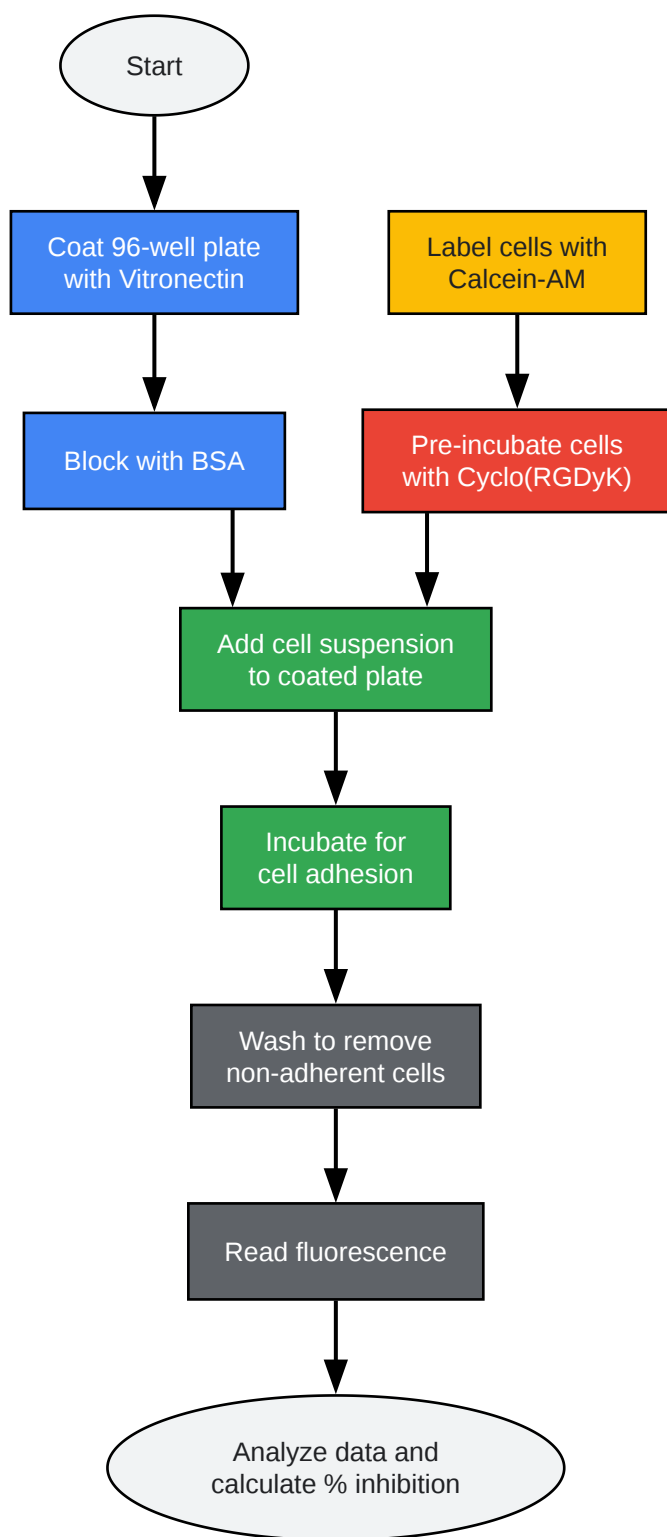 Start
Coat 96-well plate
with Vitronectin
Label cells with
Calcein-AM
Block with BSA
Pre-incubate cells
with Cyclo(RGDyK)
Add cell suspension
to coated plate
Incubate for
cell adhesion
Wash to remove
non-adherent cells
Read fluorescence
Analyze data and
calculate % inhibition